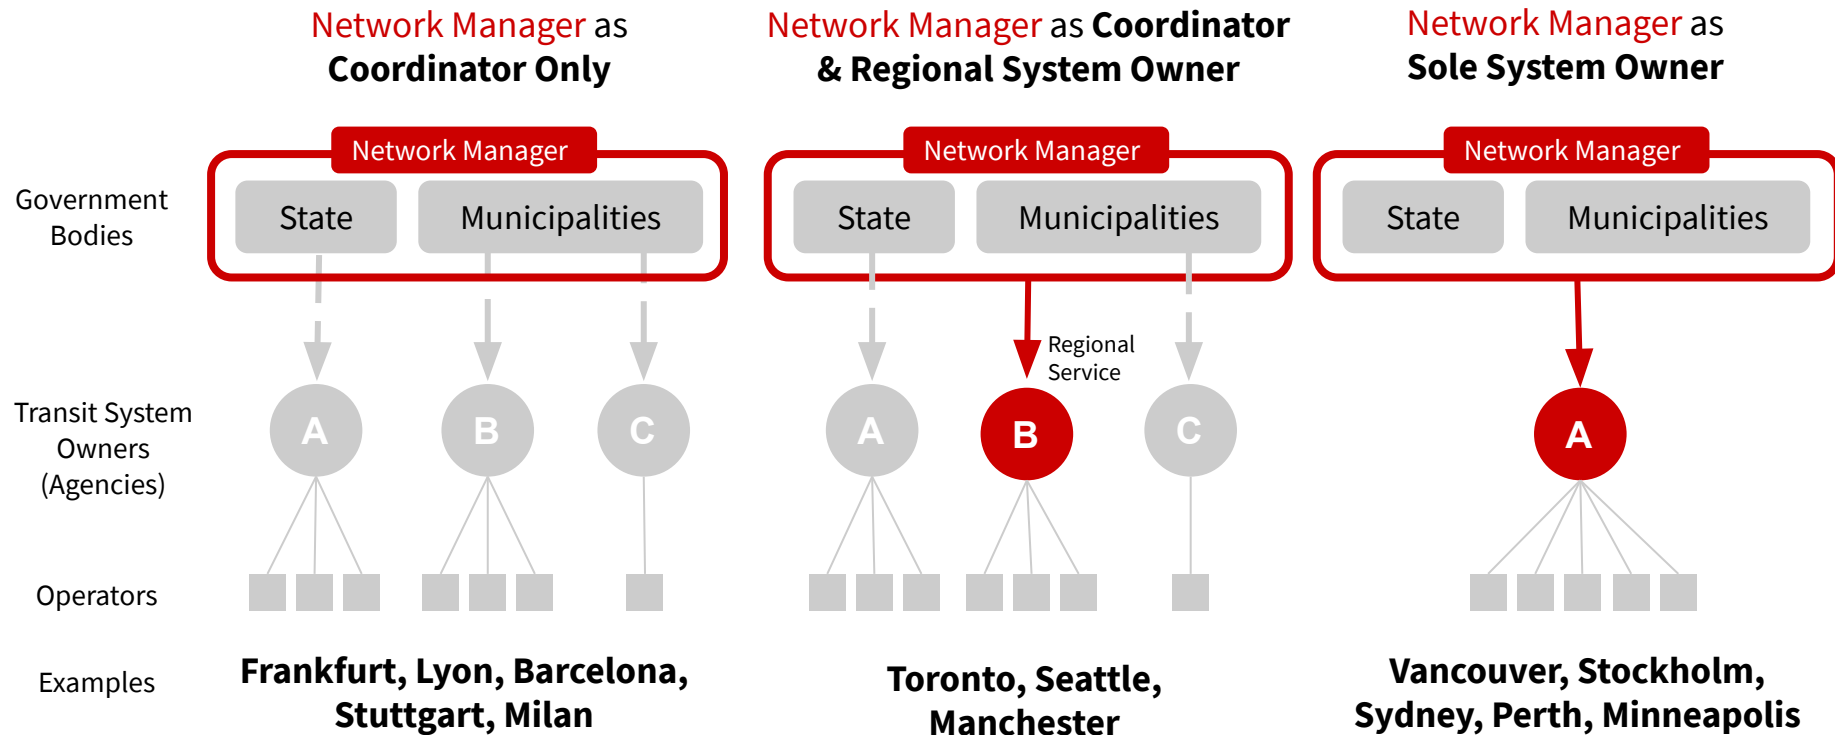 Network Manager as
Coordinator Only
Network Manager as Coordinator
& Regional System Owner
Network Manager as
Sole System Owner
Network Manager
Network Manager
Network Manager
Government
Bodies
State
Municipalities
State
Municipalities
State
Municipalities
Regional
Service
Transit System
Owners
(Agencies)
A
B
C
A
B
C
A
Operators
Examples
Frankfurt, Lyon, Barcelona,
Stuttgart, Milan
Toronto, Seattle,
Manchester
Vancouver, Stockholm,
Sydney, Perth, Minneapolis